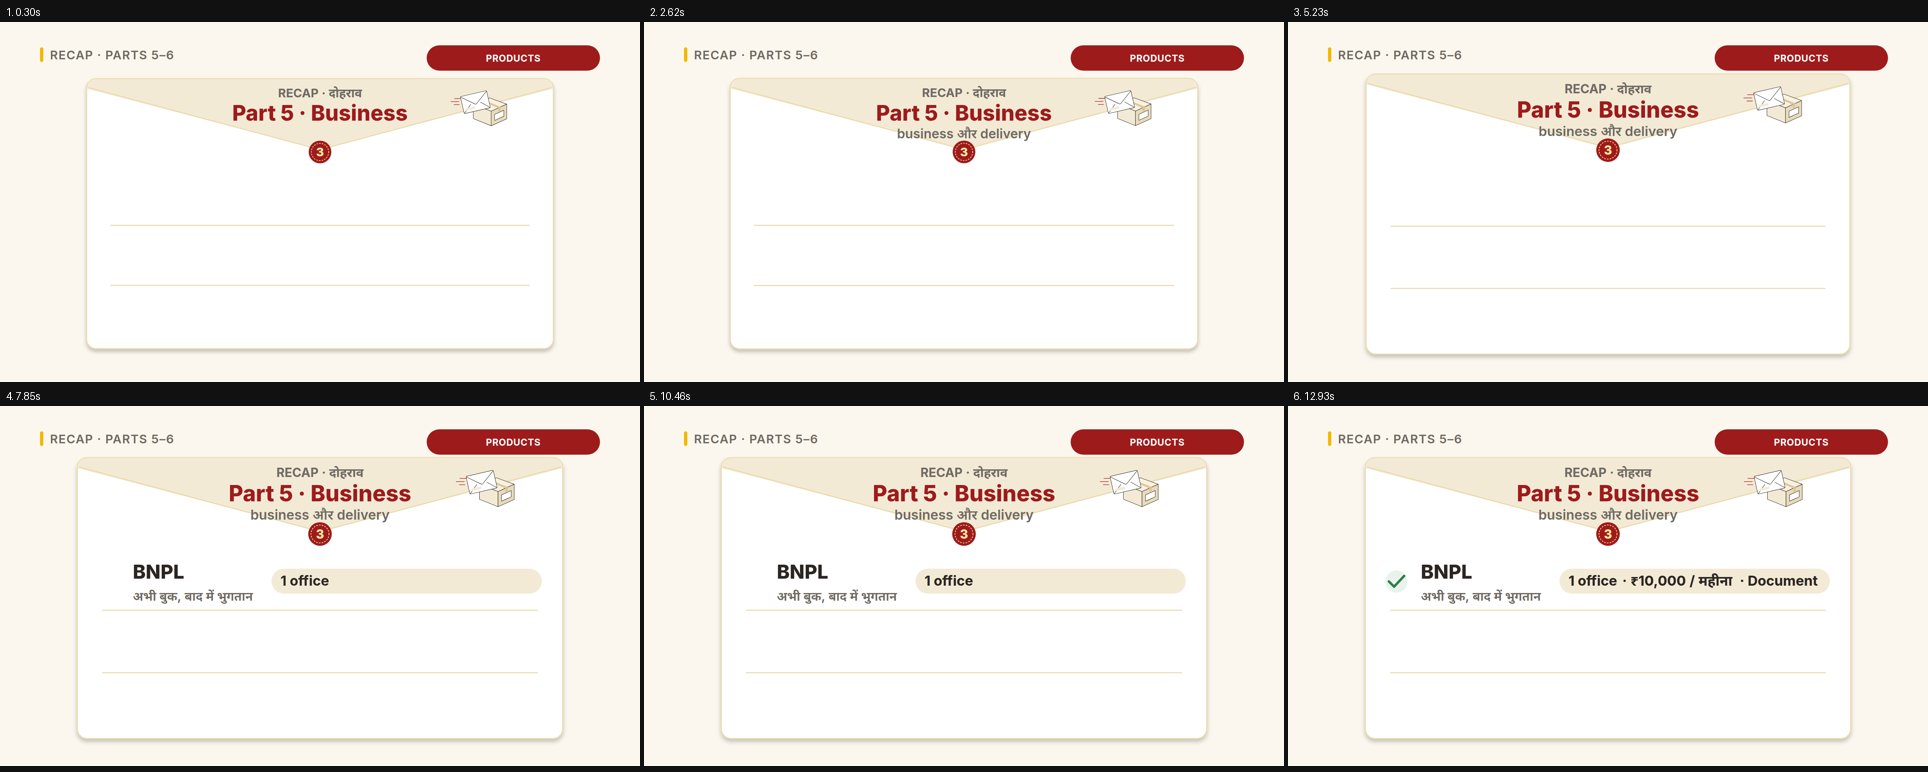 1. 0.30s
RECAP · PARTS 5–6
PRODUCTS
RECAP · दोहराव
Part 5 · Business
3
2. 2.62s
RECAP · PARTS 5–6
PRODUCTS
RECAP · दोहराव
Part 5 · Business
business और delivery
3
3. 5.23s
RECAP · PARTS 5–6
PRODUCTS
RECAP · दोहराव
Part 5 · Business
business और delivery
3
4. 7.85s
RECAP · PARTS 5–6
PRODUCTS
RECAP · दोहराव
Part 5 · Business
business और delivery
3
BNPL
1 office
अभी बुक, बाद में भुगतान
5. 10.46s
RECAP · PARTS 5–6
PRODUCTS
RECAP · दोहराव
Part 5 · Business
business और delivery
3
BNPL
1 office
अभी बुक, बाद में भुगतान
6. 12.93s
RECAP · PARTS 5–6
PRODUCTS
RECAP · दोहराव
Part 5 · Business
business और delivery
3
BNPL
1 office · ₹10,000 / महीना · Document
अभी बुक, बाद में भुगतान